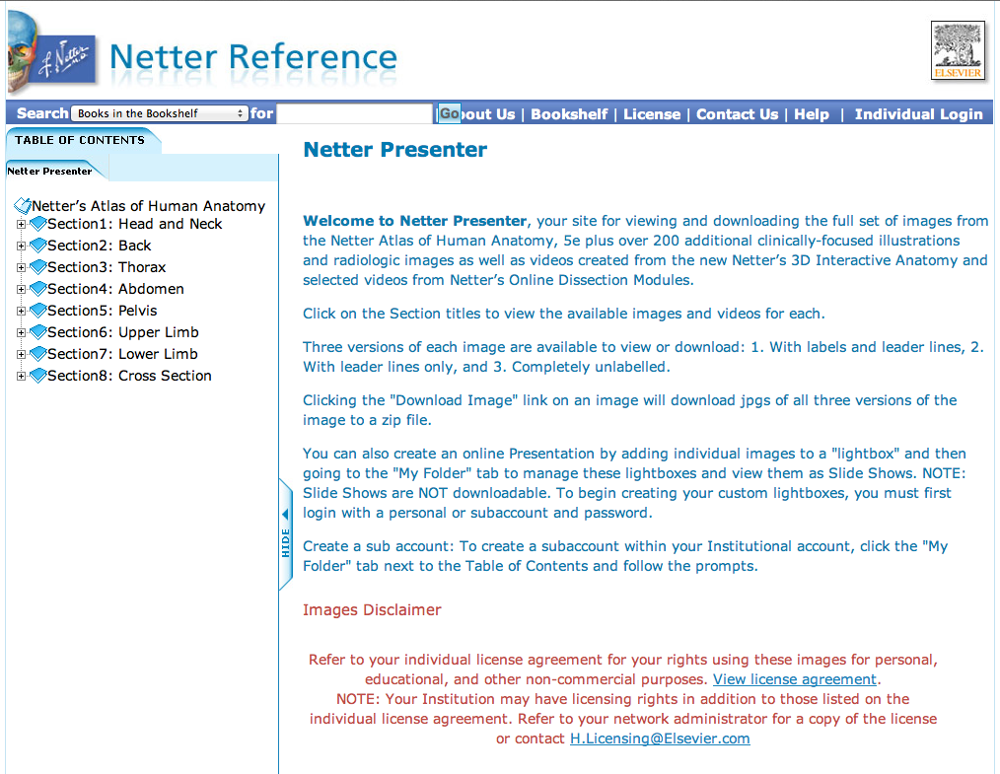 F. Netter M.D.
Netter Reference
ELSEVIER
Search Books in the Bookshelf for Go out Us | Bookshelf | License | Contact Us | Help | Individual Login
TABLE OF CONTENTS
Netter Presenter
Netter’s Atlas of Human Anatomy
Section1: Head and Neck
Section2: Back
Section3: Thorax
Section4: Abdomen
Section5: Pelvis
Section6: Upper Limb
Section7: Lower Limb
Section8: Cross Section
HIDE
Netter Presenter
Welcome to Netter Presenter, your site for viewing and downloading the full set of images from
the Netter Atlas of Human Anatomy, 5e plus over 200 additional clinically-focused illustrations
and radiologic images as well as videos created from the new Netter’s 3D Interactive Anatomy and
selected videos from Netter’s Online Dissection Modules.
Click on the Section titles to view the available images and videos for each.
Three versions of each image are available to view or download: 1. With labels and leader lines, 2.
With leader lines only, and 3. Completely unlabelled.
Clicking the "Download Image" link on an image will download jpgs of all three versions of the
image to a zip file.
You can also create an online Presentation by adding individual images to a "lightbox" and then
going to the "My Folder" tab to manage these lightboxes and view them as Slide Shows. NOTE:
Slide Shows are NOT downloadable. To begin creating your custom lightboxes, you must first
login with a personal or subaccount and password.
Create a sub account: To create a subaccount within your Institutional account, click the "My
Folder" tab next to the Table of Contents and follow the prompts.
Images Disclaimer
Refer to your individual license agreement for your rights using these images for personal,
educational, and other non-commercial purposes. View license agreement.
NOTE: Your Institution may have licensing rights in addition to those listed on the
individual license agreement. Refer to your network administrator for a copy of the license
or contact H.Licensing@Elsevier.com